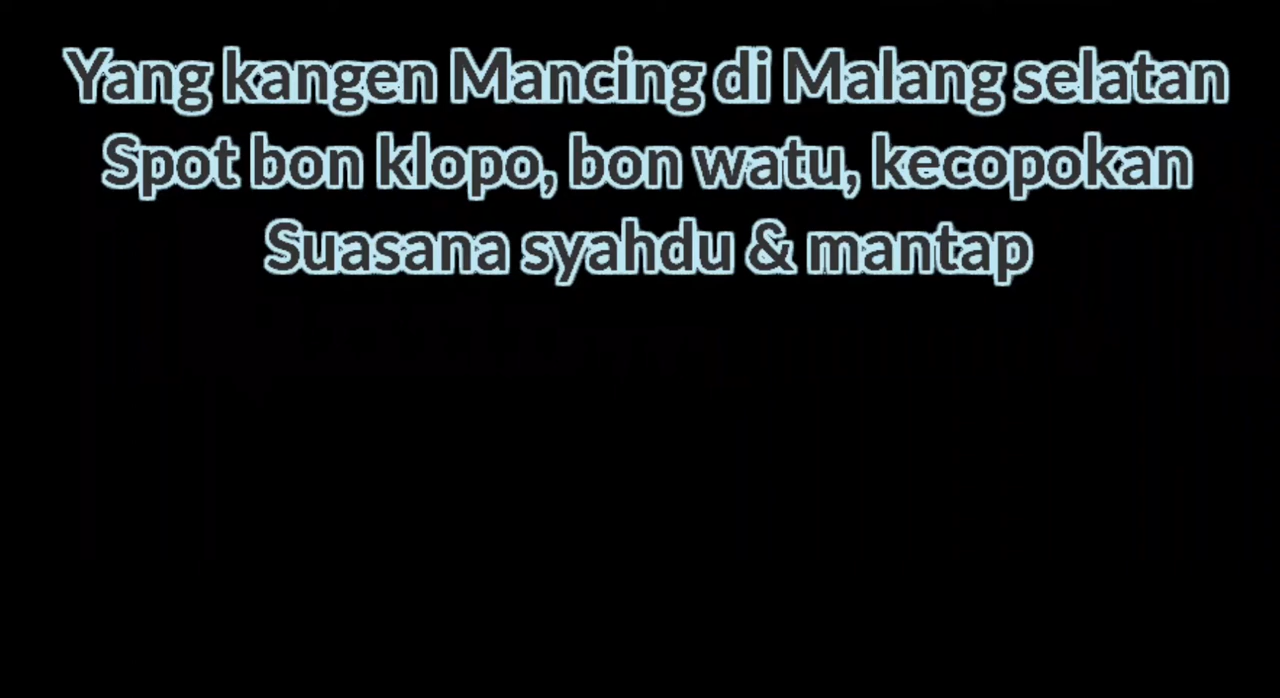 Yang kangen Mancing di Malang selatan
Spot bon klopo, bon watu, kecopokan
Suasana syahdu & mantap